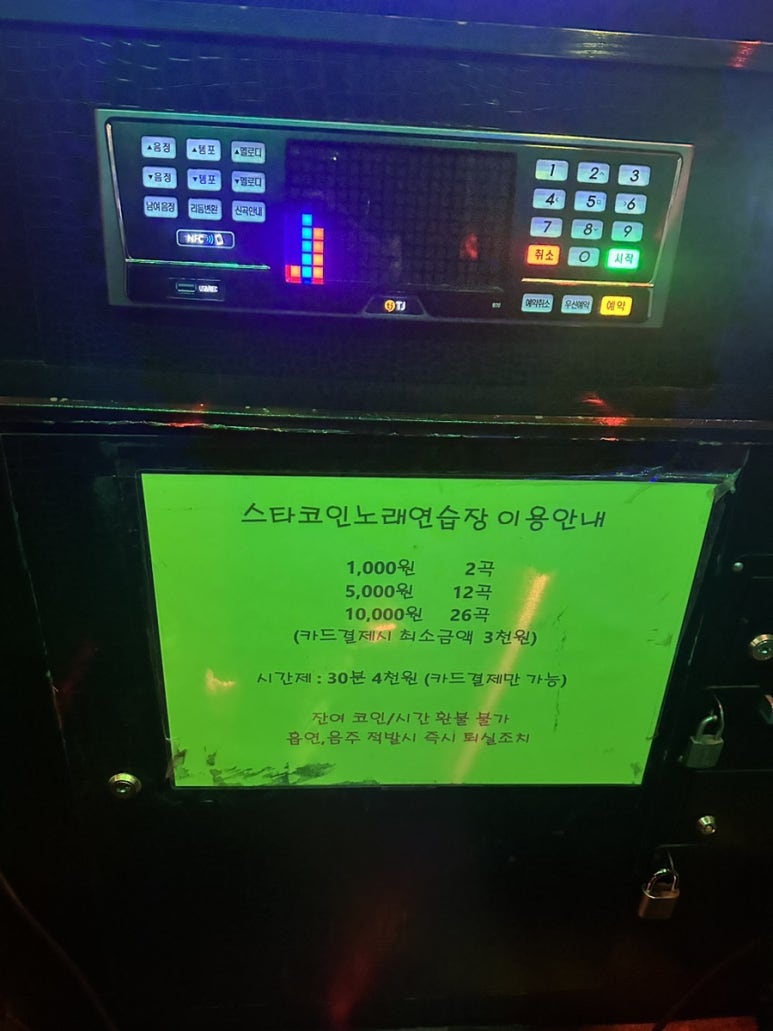 ▲음정 ▲템포 ▲멜로디
▼음정 ▼템포 ▼멜로디
남여음정 리듬변환 신곡안내
NFC
1 2 3
4 5 6
7 8 9
취소 0 시작
TJ
예약취소 우선예약 예약
스타코인노래연습장 이용안내
1,000원 2곡
5,000원 12곡
10,000원 26곡
(카드결제시 최소금액 3천원)
시간제 : 30분 4천원 (카드결제만 가능)
잔여 코인/시간 환불 불가
흡연,음주 적발시 즉시 퇴실조치